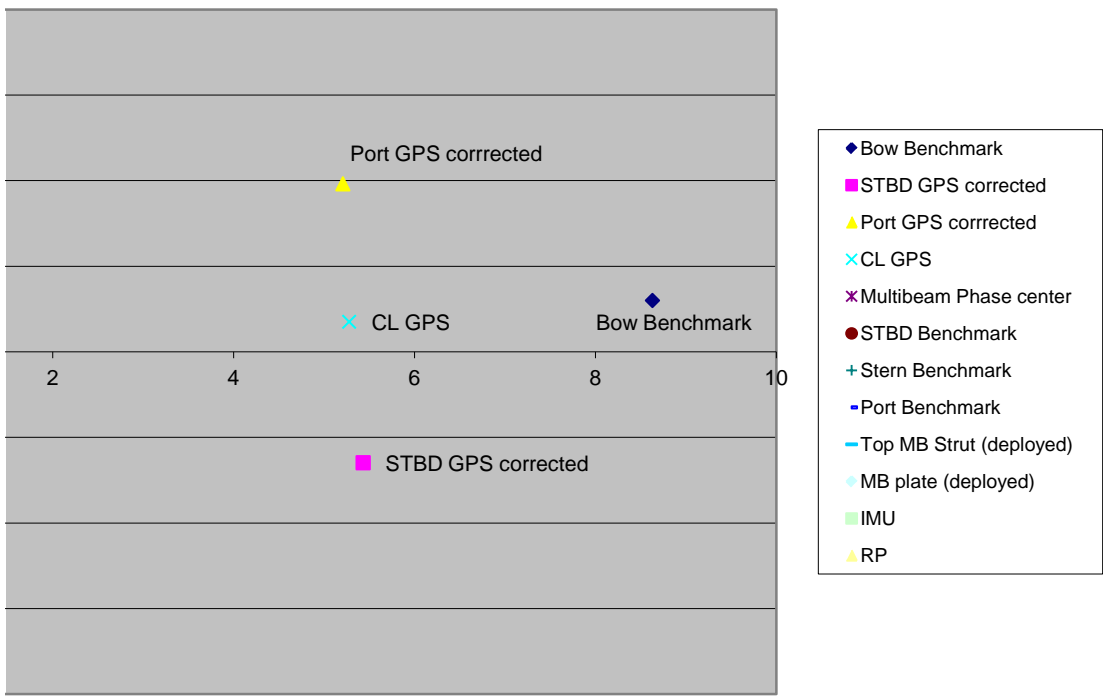 Port GPS corrrected
CL GPS
Bow Benchmark
2
4
6
8
10
STBD GPS corrected
Bow Benchmark
STBD GPS corrected
Port GPS corrrected
CL GPS
Multibeam Phase center
STBD Benchmark
Stern Benchmark
Port Benchmark
Top MB Strut (deployed)
MB plate (deployed)
IMU
RP